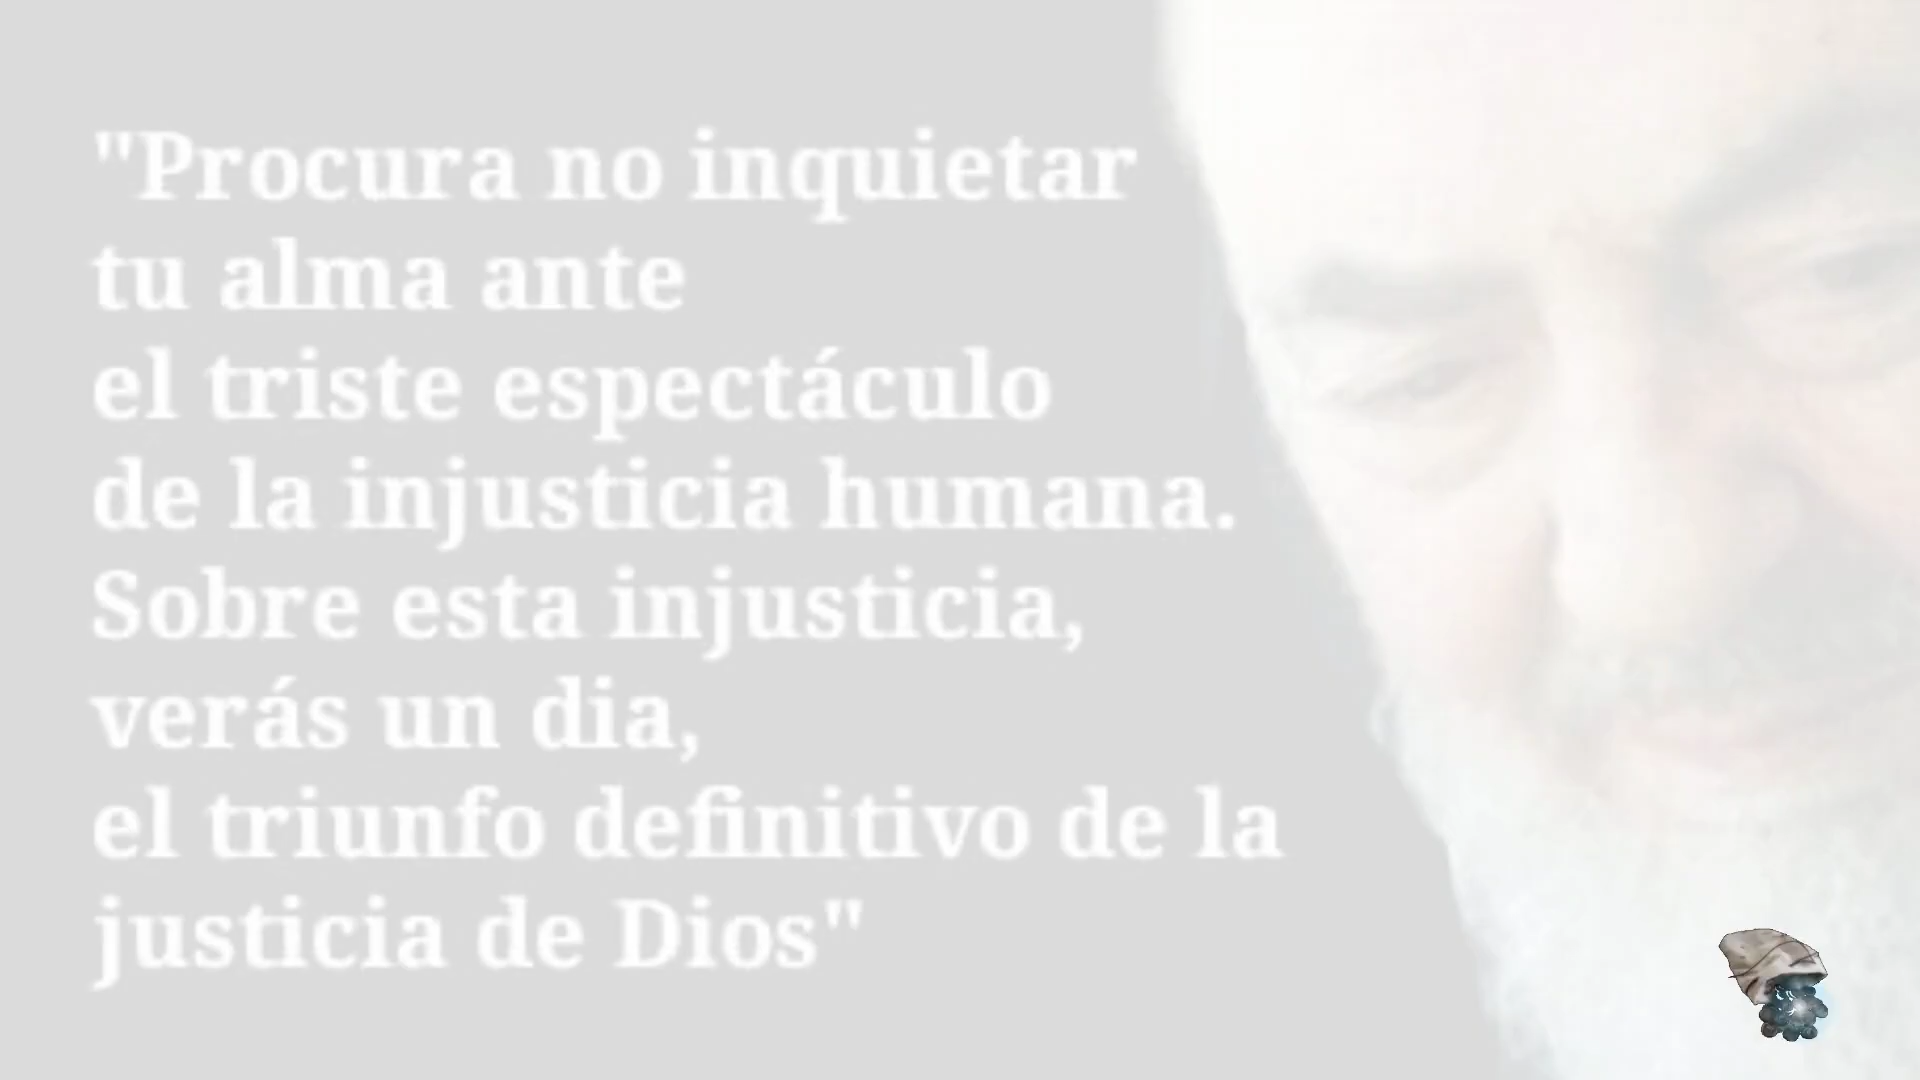 "Procura no inquietar
tu alma ante
el triste espectáculo
de la injusticia humana.
Sobre esta injusticia,
verás un dia,
el triunfo definitivo de la
justicia de Dios"